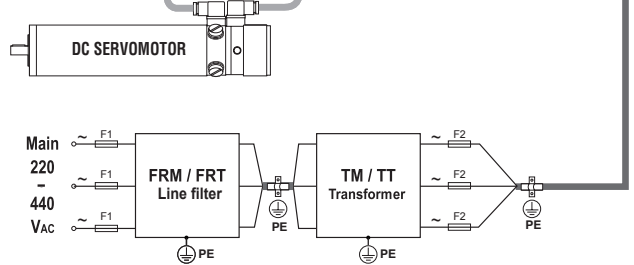 DC SERVOMOTOR
Main
220
–
440
VAC
~ F1
~ F1
~ F1
FRM / FRT
Line filter
PE
PE
TM / TT
Transformer
PE
~ F2
~ F2
~ F2
PE